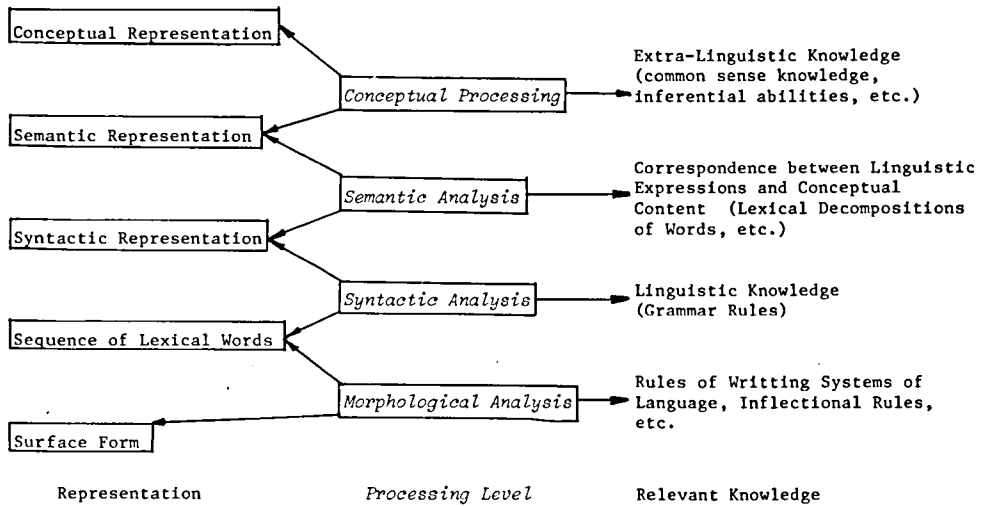 Conceptual Representation
Extra-Linguistic Knowledge
(common sense knowledge,
inferential abilities, etc.)
Conceptual Processing
Semantic Representation
Correspondence between Linguistic
Expressions and Conceptual
Content (Lexical Decompositions
of Words, etc.)
Semantic Analysis
Syntactic Representation
Syntactic Analysis
Linguistic Knowledge
(Grammar Rules)
Sequence of Lexical Words
Morphological Analysis
Rules of Writting Systems of
Language, Inflectional Rules,
etc.
Surface Form
Representation
Processing Level
Relevant Knowledge